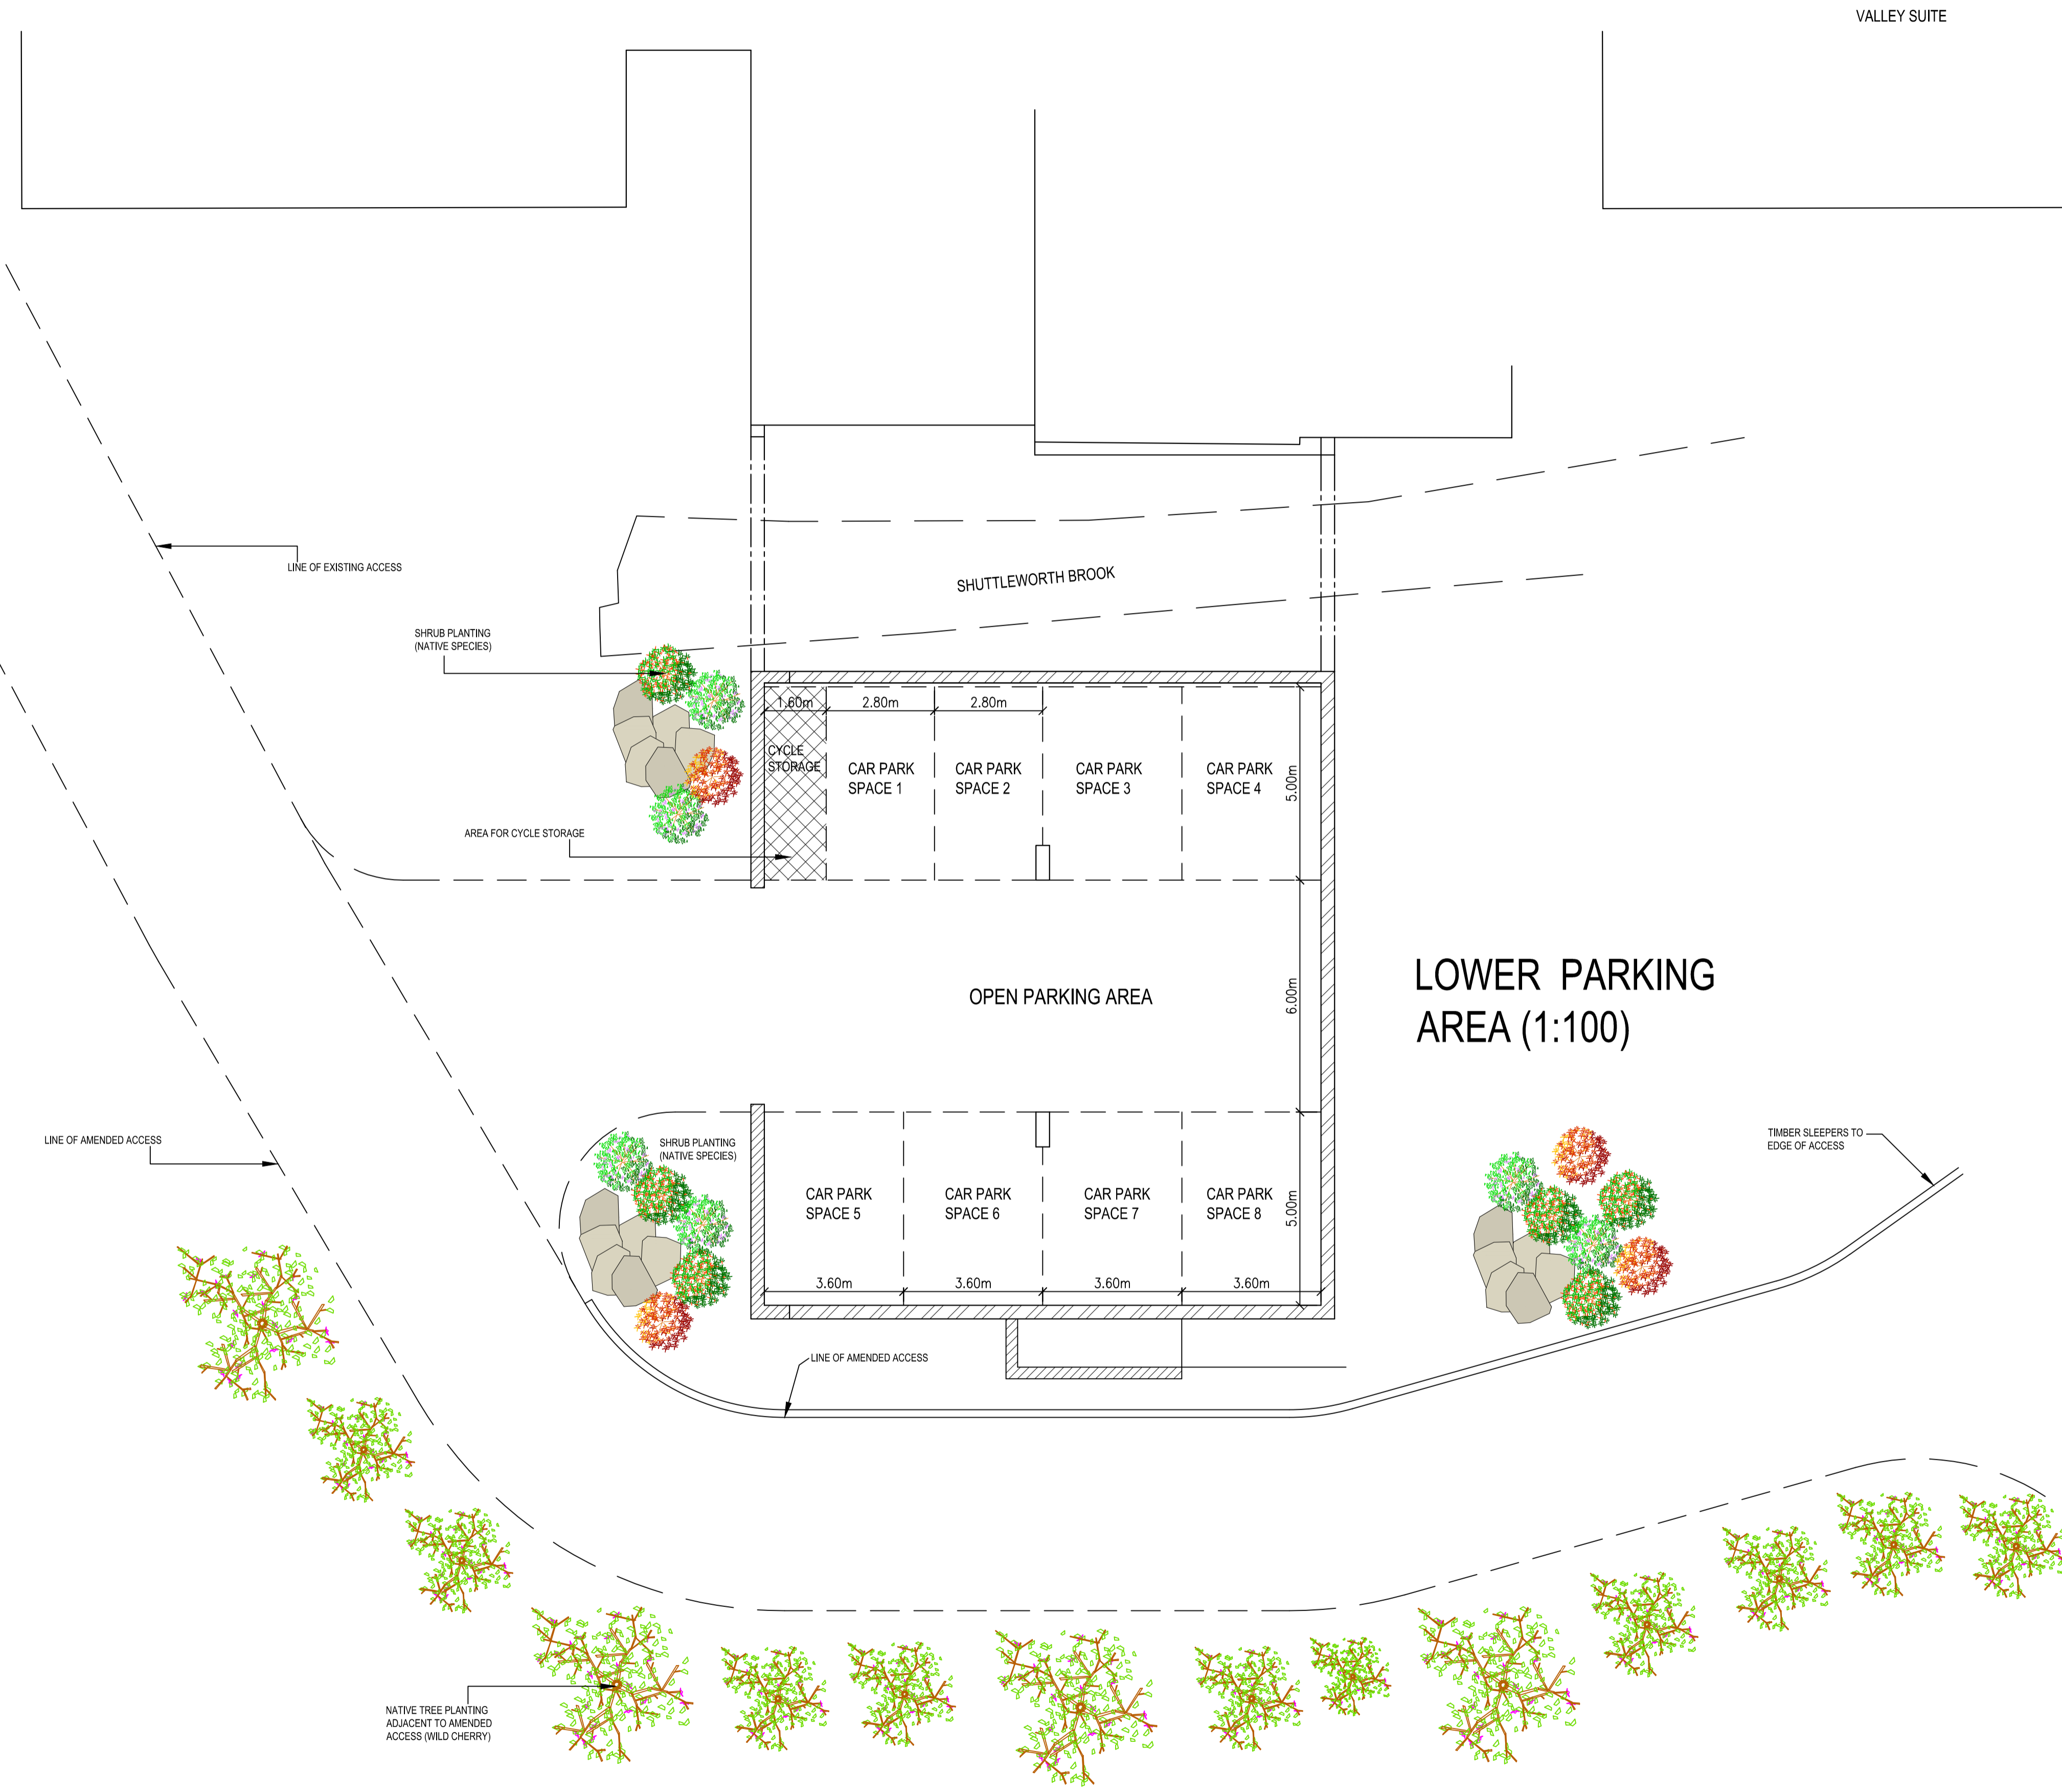 VALLEY SUITE
LINE OF EXISTING ACCESS
SHUTTLEWORTH BROOK
SHRUB PLANTING
(NATIVE SPECIES)
1.60m
2.80m
2.80m
CYCLE
STORAGE
CAR PARK
SPACE 1
CAR PARK
SPACE 2
CAR PARK
SPACE 3
CAR PARK
SPACE 4
5.00m
AREA FOR CYCLE STORAGE
OPEN PARKING AREA
6.00m
LOWER PARKING
AREA (1:100)
LINE OF AMENDED ACCESS
SHRUB PLANTING
(NATIVE SPECIES)
TIMBER SLEEPERS TO
EDGE OF ACCESS
CAR PARK
SPACE 5
CAR PARK
SPACE 6
CAR PARK
SPACE 7
CAR PARK
SPACE 8
5.00m
3.60m
3.60m
3.60m
3.60m
LINE OF AMENDED ACCESS
NATIVE TREE PLANTING
ADJACENT TO AMENDED
ACCESS (WILD CHERRY)